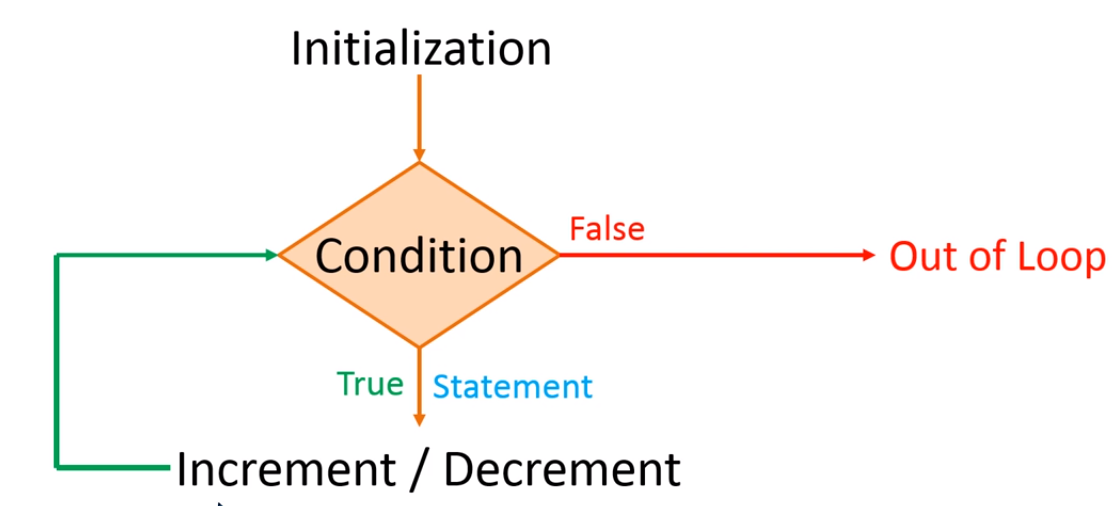 Initialization
Condition
False
Out of Loop
True
Statement
Increment / Decrement